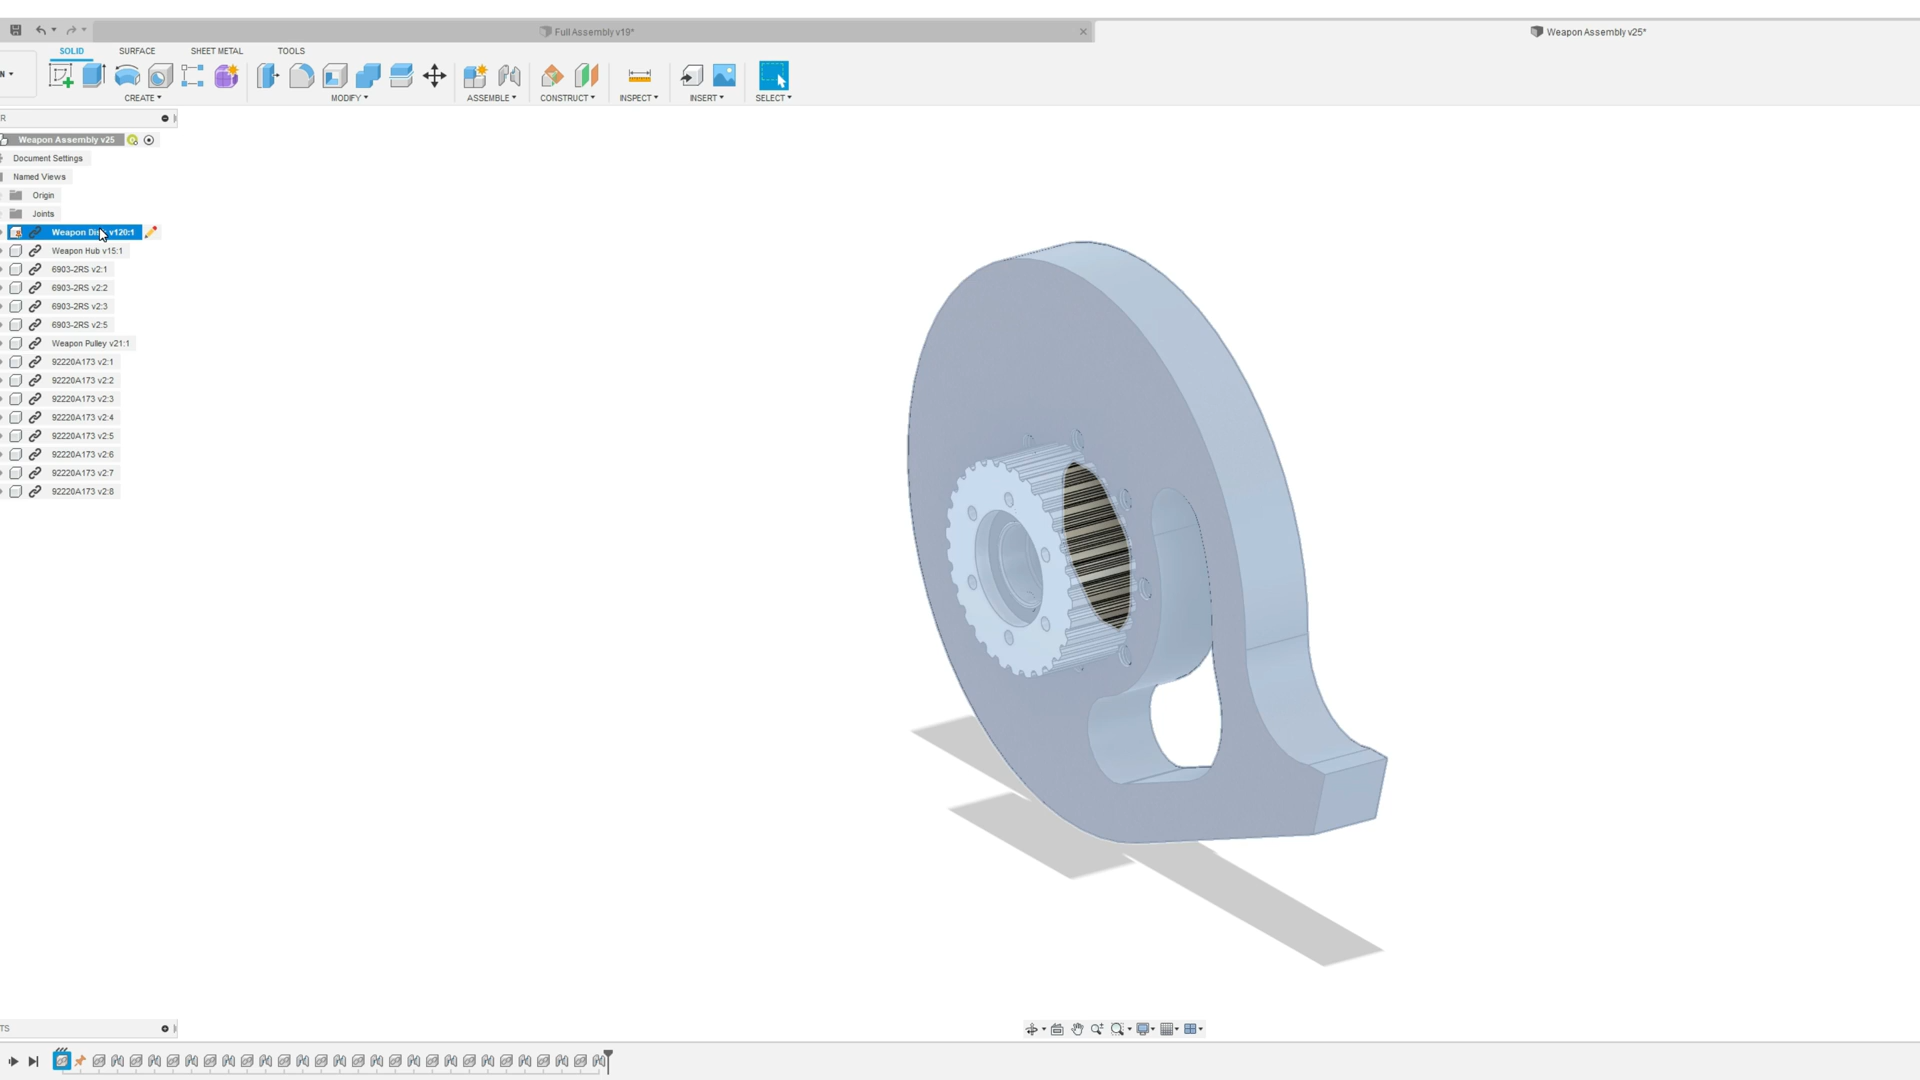 Full Assembly v19*
Weapon Assembly v25*
SOLID
SURFACE
SHEET METAL
TOOLS
N
CREATE
MODIFY
ASSEMBLE
CONSTRUCT
INSPECT
INSERT
SELECT
R
Weapon Assembly v25
Document Settings
Named Views
Origin
Joints
Weapon v120:1
Weapon Hub v15:1
6903-2RS v2:1
6903-2RS v2:2
6903-2RS v2:3
6903-2RS v2:5
Weapon Pulley v21:1
92220A173 v2:1
92220A173 v2:2
92220A173 v2:3
92220A173 v2:4
92220A173 v2:5
92220A173 v2:6
92220A173 v2:7
92220A173 v2:8
TS